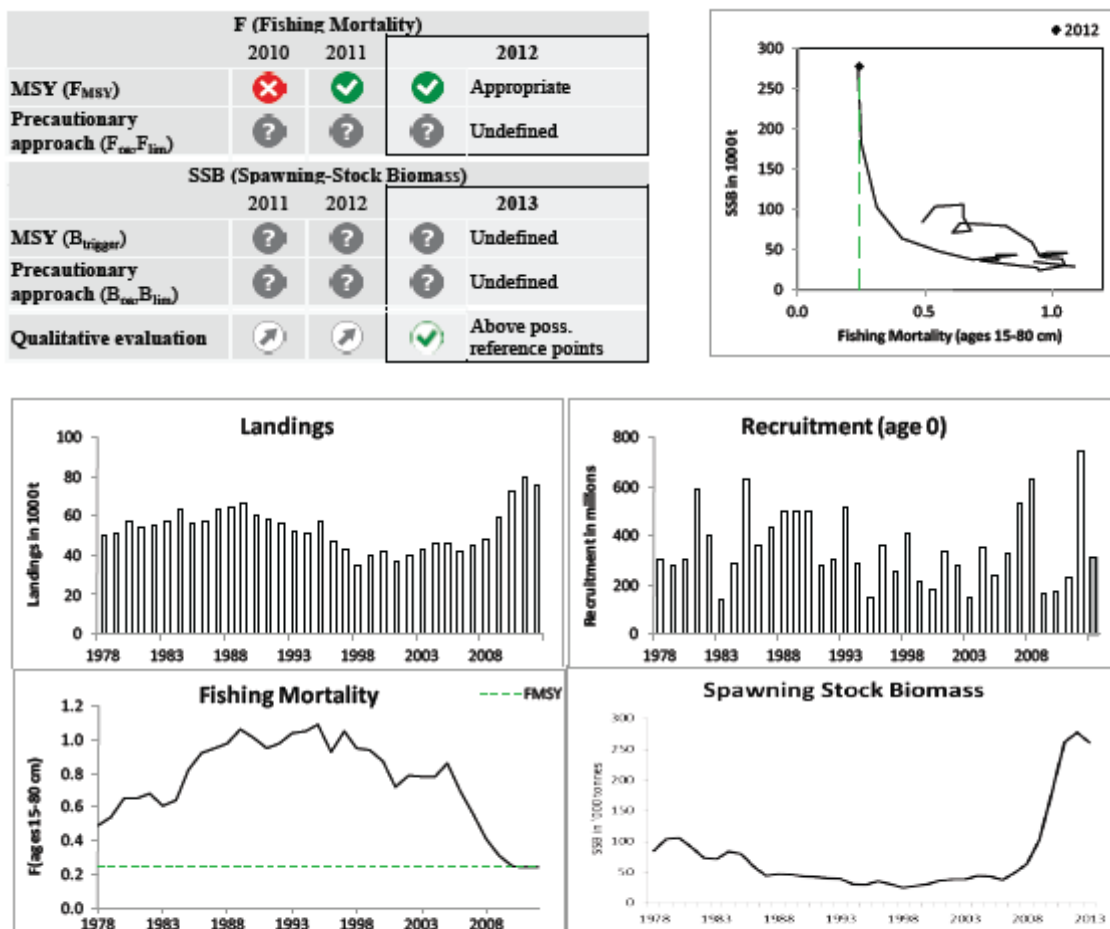 F (Fishing Mortality)
2010 2011 2012
MSY (FMSY) Appropriate
Precautionary
approach (Fpa,Flim) Undefined
SSB (Spawning-Stock Biomass)
2011 2012 2013
MSY (Btrigger) Undefined
Precautionary
approach (Bpa,Blim) Undefined
Qualitative evaluation Above poss.
reference points
2012
300
250
200
150
100
50
0
SSB in 1000t
0.0 0.5 1.0
Fishing Mortality (ages 15-80 cm)
Landings
100
80
60
40
20
0
Landings in 1000t
1978 1983 1988 1993 1998 2003 2008
Recruitment (age 0)
800
600
400
200
0
Recruitment in millions
1978 1983 1988 1993 1998 2003 2008
Fishing Mortality
FMSY
1.2
1.0
0.8
0.6
0.4
0.2
0.0
F(ages 15-80 cm)
1978 1983 1988 1993 1998 2003 2008
Spawning Stock Biomass
300
250
200
150
100
50
0
SSB in '000 tonnes
1978 1983 1988 1993 1998 2003 2008 2013